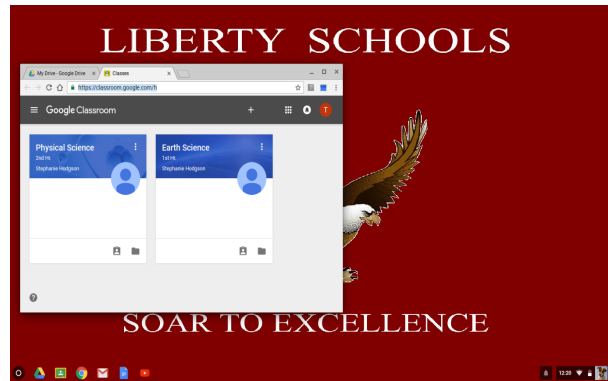 LIBERTY SCHOOLS
My Drive - Google Drive x Classes x
https://classroom.google.com/h
Google Classroom
T
Physical Science
2nd Hr.
Stephanie Hodgson
Earth Science
1st Hr.
Stephanie Hodgson
SOAR TO EXCELLENCE
12:20